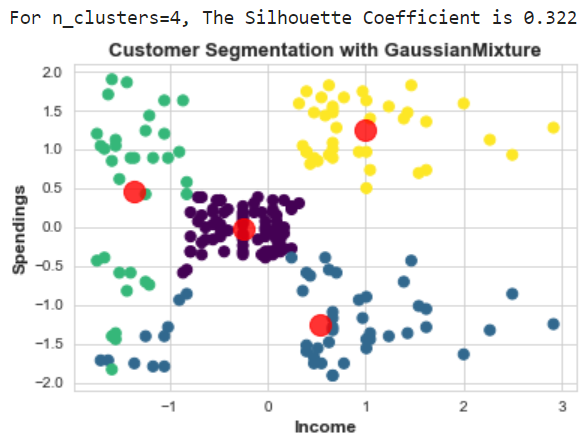 For n_clusters=4, The Silhouette Coefficient is 0.322
Customer Segmentation with GaussianMixture
2.0
1.5
1.0
0.5
0.0
−0.5
−1.0
−1.5
−2.0
Spendings
−1 0 1 2 3
Income